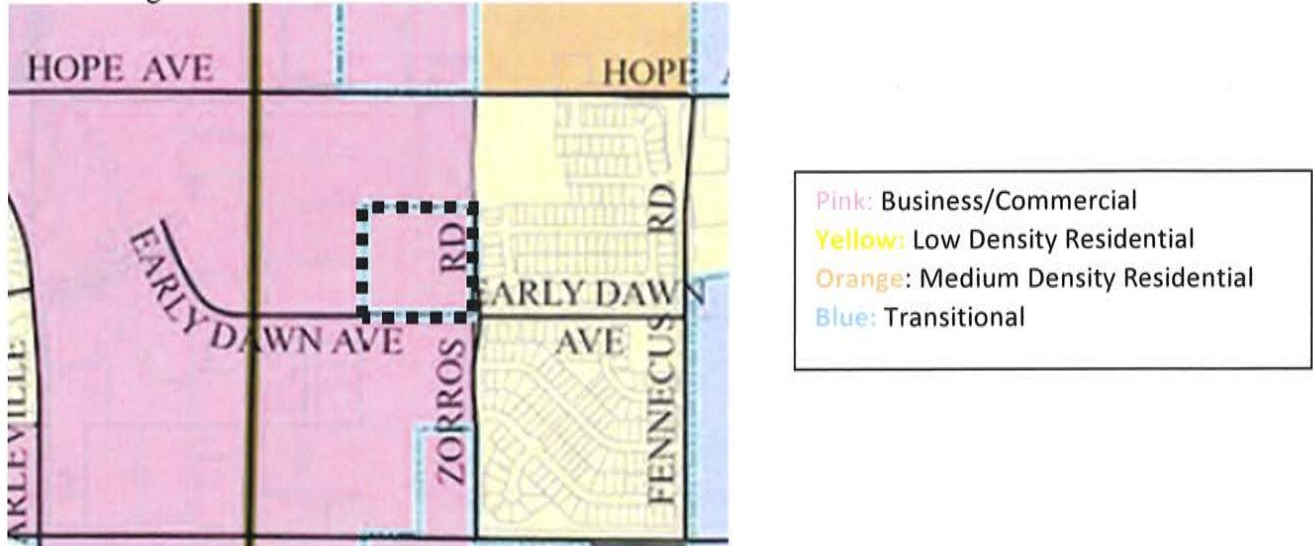 HOPE AVE
HOPE
RD
RD
EARLY DAWN AVE
EARLY DAWN
AVE
ZORROS
FENNECUS
Pink: Business/Commercial
Yellow: Low Density Residential
Orange: Medium Density Residential
Blue: Transitional